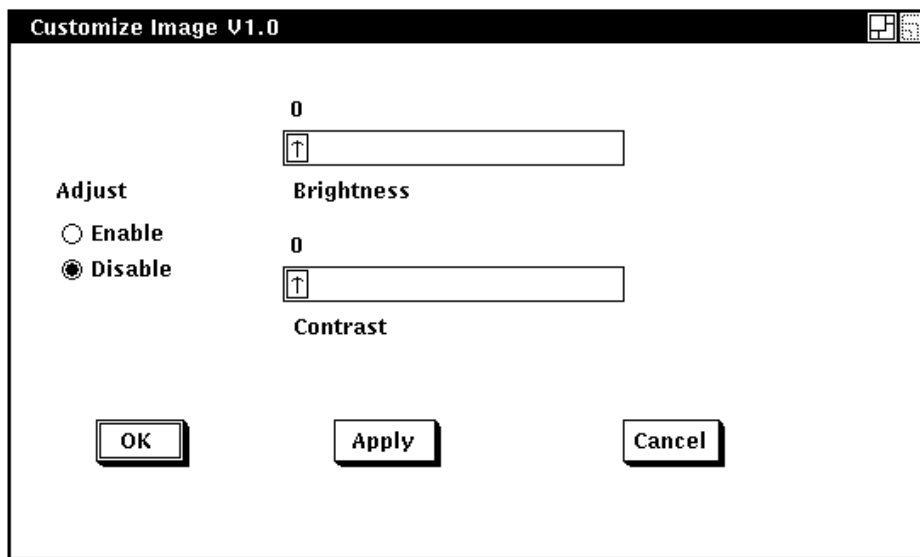 Customize Image V1.0
0
Adjust Brightness
Enable
0
Disable
Contrast
OK Apply Cancel